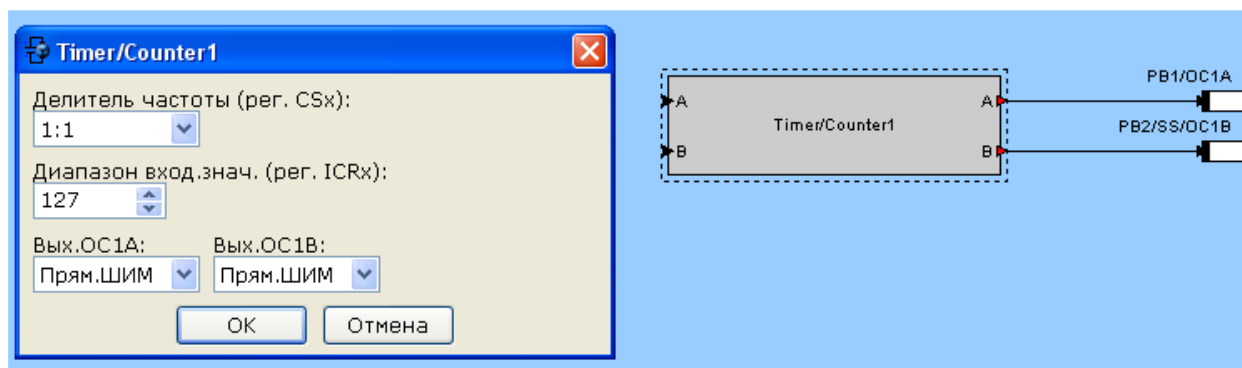 Timer/Counter1
Делитель частоты (рег. CSx):
1:1
Диапазон вход.знач. (рег. ICRx):
127
Вых.OC1A: Вых.OC1B:
Прям.ШИМ Прям.ШИМ
OK Отмена
PB1/OC1A
A A
Timer/Counter1
PB2/SS/OC1B
B B